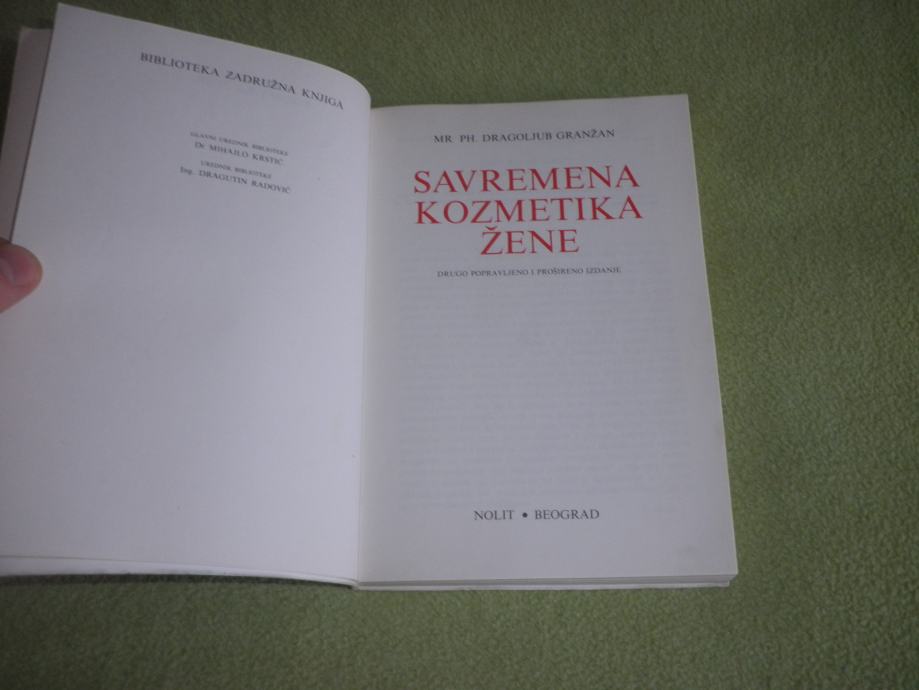 BIBLIOTEKA ZADRUŽNA KNJIGA
GLAVNI UREDNIK BIBLIOTEKE
Dr MIHAJLO KRSTIĆ
UREDNIK BIBLIOTEKE
Ing. DRAGUTIN RADOVIĆ
MR PH. DRAGOLJUB GRANŽAN
SAVREMENA
KOZMETIKA
ŽENE
DRUGO POPRAVLJENO I PROŠIRENO IZDANJE
NOLIT • BEOGRAD